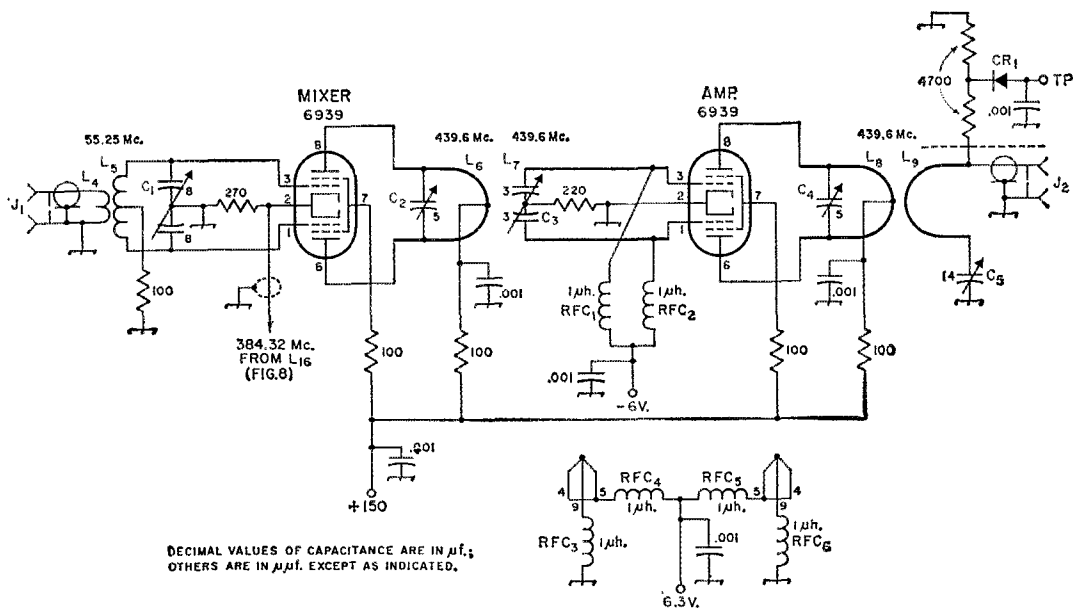 MIXER
6939
AMP.
6939
CR1
TP
4700
.001
55.25 Mc.
439.6 Mc.
439.6 Mc.
439.6 Mc.
J1
L4
L5
C1
8
8
270
3
2
1
8
7
6
C2
5
L6
L7
3
3
C3
220
3
2
1
8
7
6
C4
5
L8
L9
J2
14
C5
100
384.32 Mc.
FROM L16
(FIG.8)
100
.001
100
1µh.
RFC1
1µh.
RFC2
.001
-6V.
100
.001
100
.001
+150
4
5
9
RFC4
1µh.
RFC5
1µh.
5
4
9
RFC3
1µh.
.001
1µh.
RFC6
6.3V.
DECIMAL VALUES OF CAPACITANCE ARE IN µf.;
OTHERS ARE IN µµf. EXCEPT AS INDICATED.